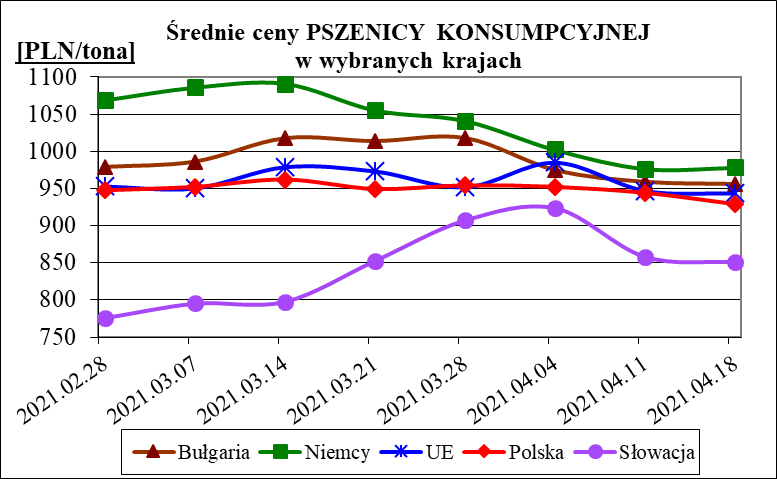 Średnie ceny PSZENICY KONSUMPCYJNEJ
w wybranych krajach
[PLN/tona]
1100
1050
1000
950
900
850
800
750
2021.02.28 2021.03.07 2021.03.14 2021.03.21 2021.03.28 2021.04.04 2021.04.11 2021.04.18
Bułgaria Niemcy UE Polska Słowacja